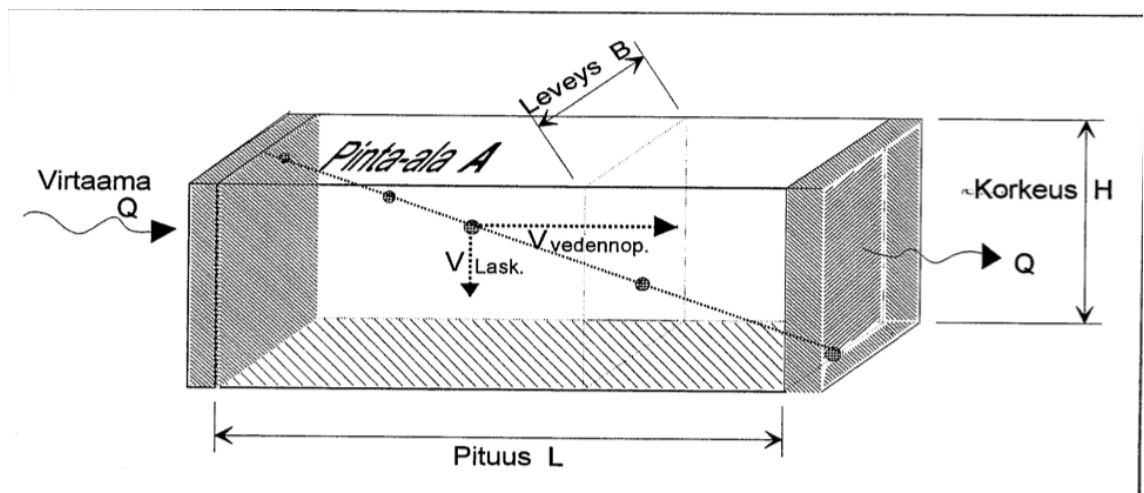 Leveys B
Pinta-ala A
Virtaama
Q
Korkeus H
V vedennop.
V Lask.
Q
Pituus L